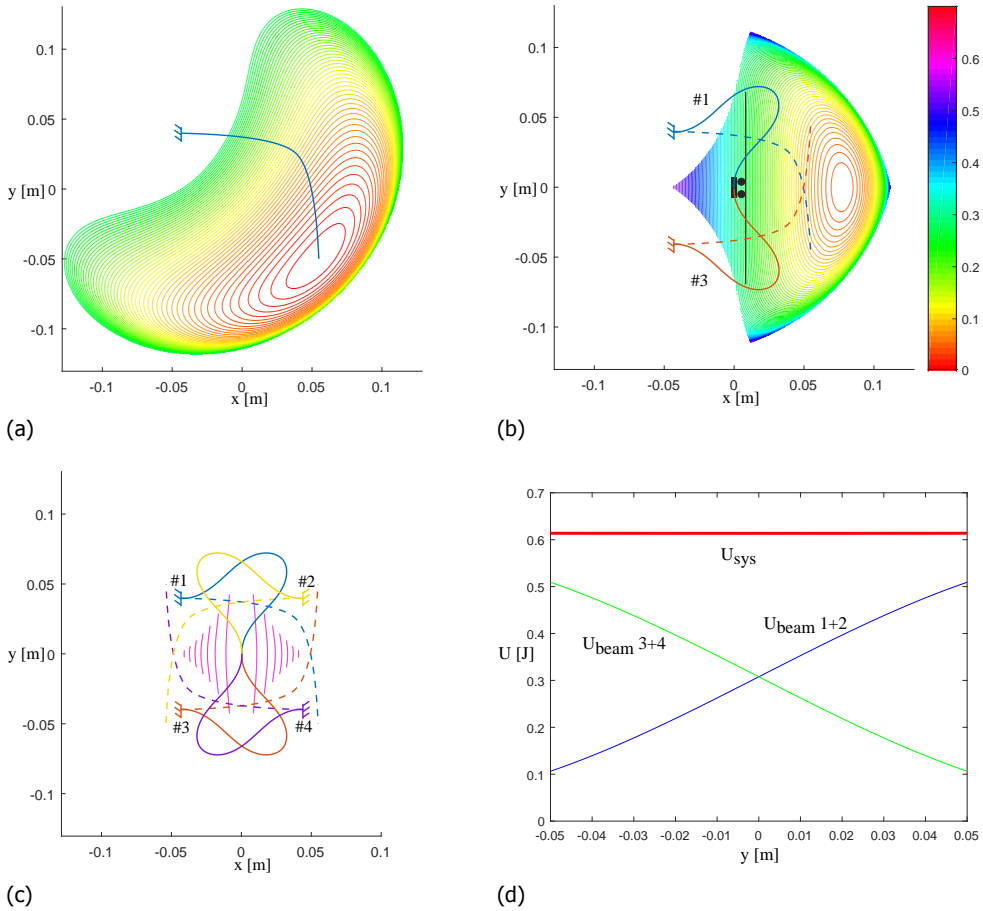 0.1
0.05
y [m] 0
-0.05
-0.1
-0.1 -0.05 0 0.05 0.1
x [m]
(a)
0.1
0.05
y [m] 0
-0.05
-0.1
#1
#3
-0.1 -0.05 0 0.05 0.1
x [m]
0.6
0.5
0.4
0.3
0.2
0.1
0
(b)
0.1
0.05
y [m] 0
-0.05
-0.1
#1 #2
#3 #4
-0.1 -0.05 0 0.05 0.1
x [m]
(c)
0.7
0.6
0.5
0.4
U [J]
0.3
0.2
0.1
0
Usys
Ubeam 3+4
Ubeam 1+2
-0.05 -0.04 -0.03 -0.02 -0.01 0 0.01 0.02 0.03 0.04 0.05
y [m]
(d)